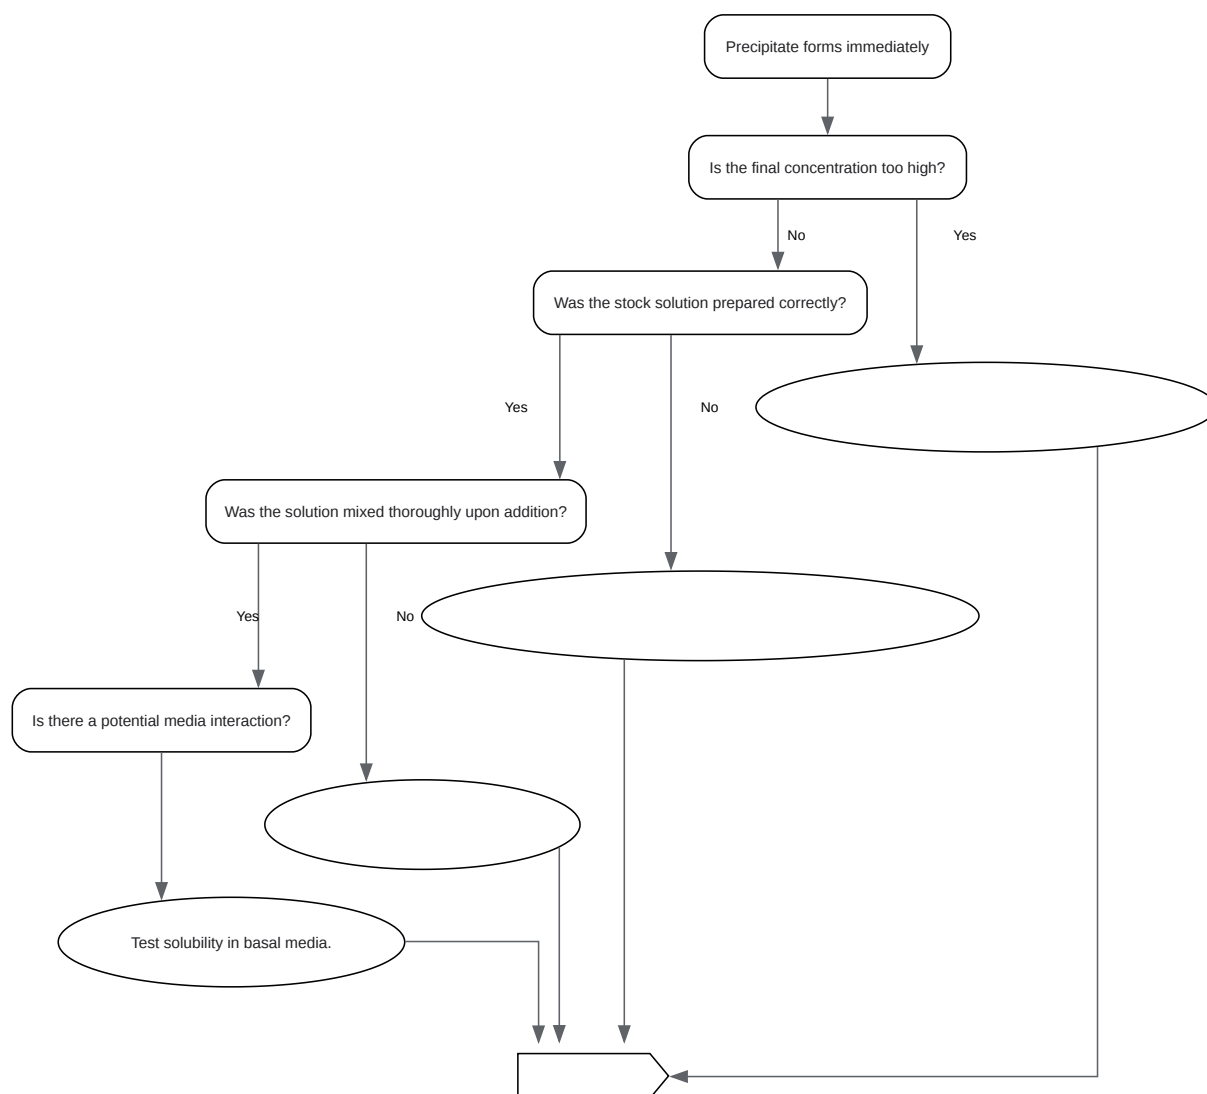 Precipitate forms immediately
Is the final concentration too high?
No
Yes
Was the stock solution prepared correctly?
Yes
No
Was the solution mixed thoroughly upon addition?
Yes
No
Is there a potential media interaction?
Test solubility in basal media.